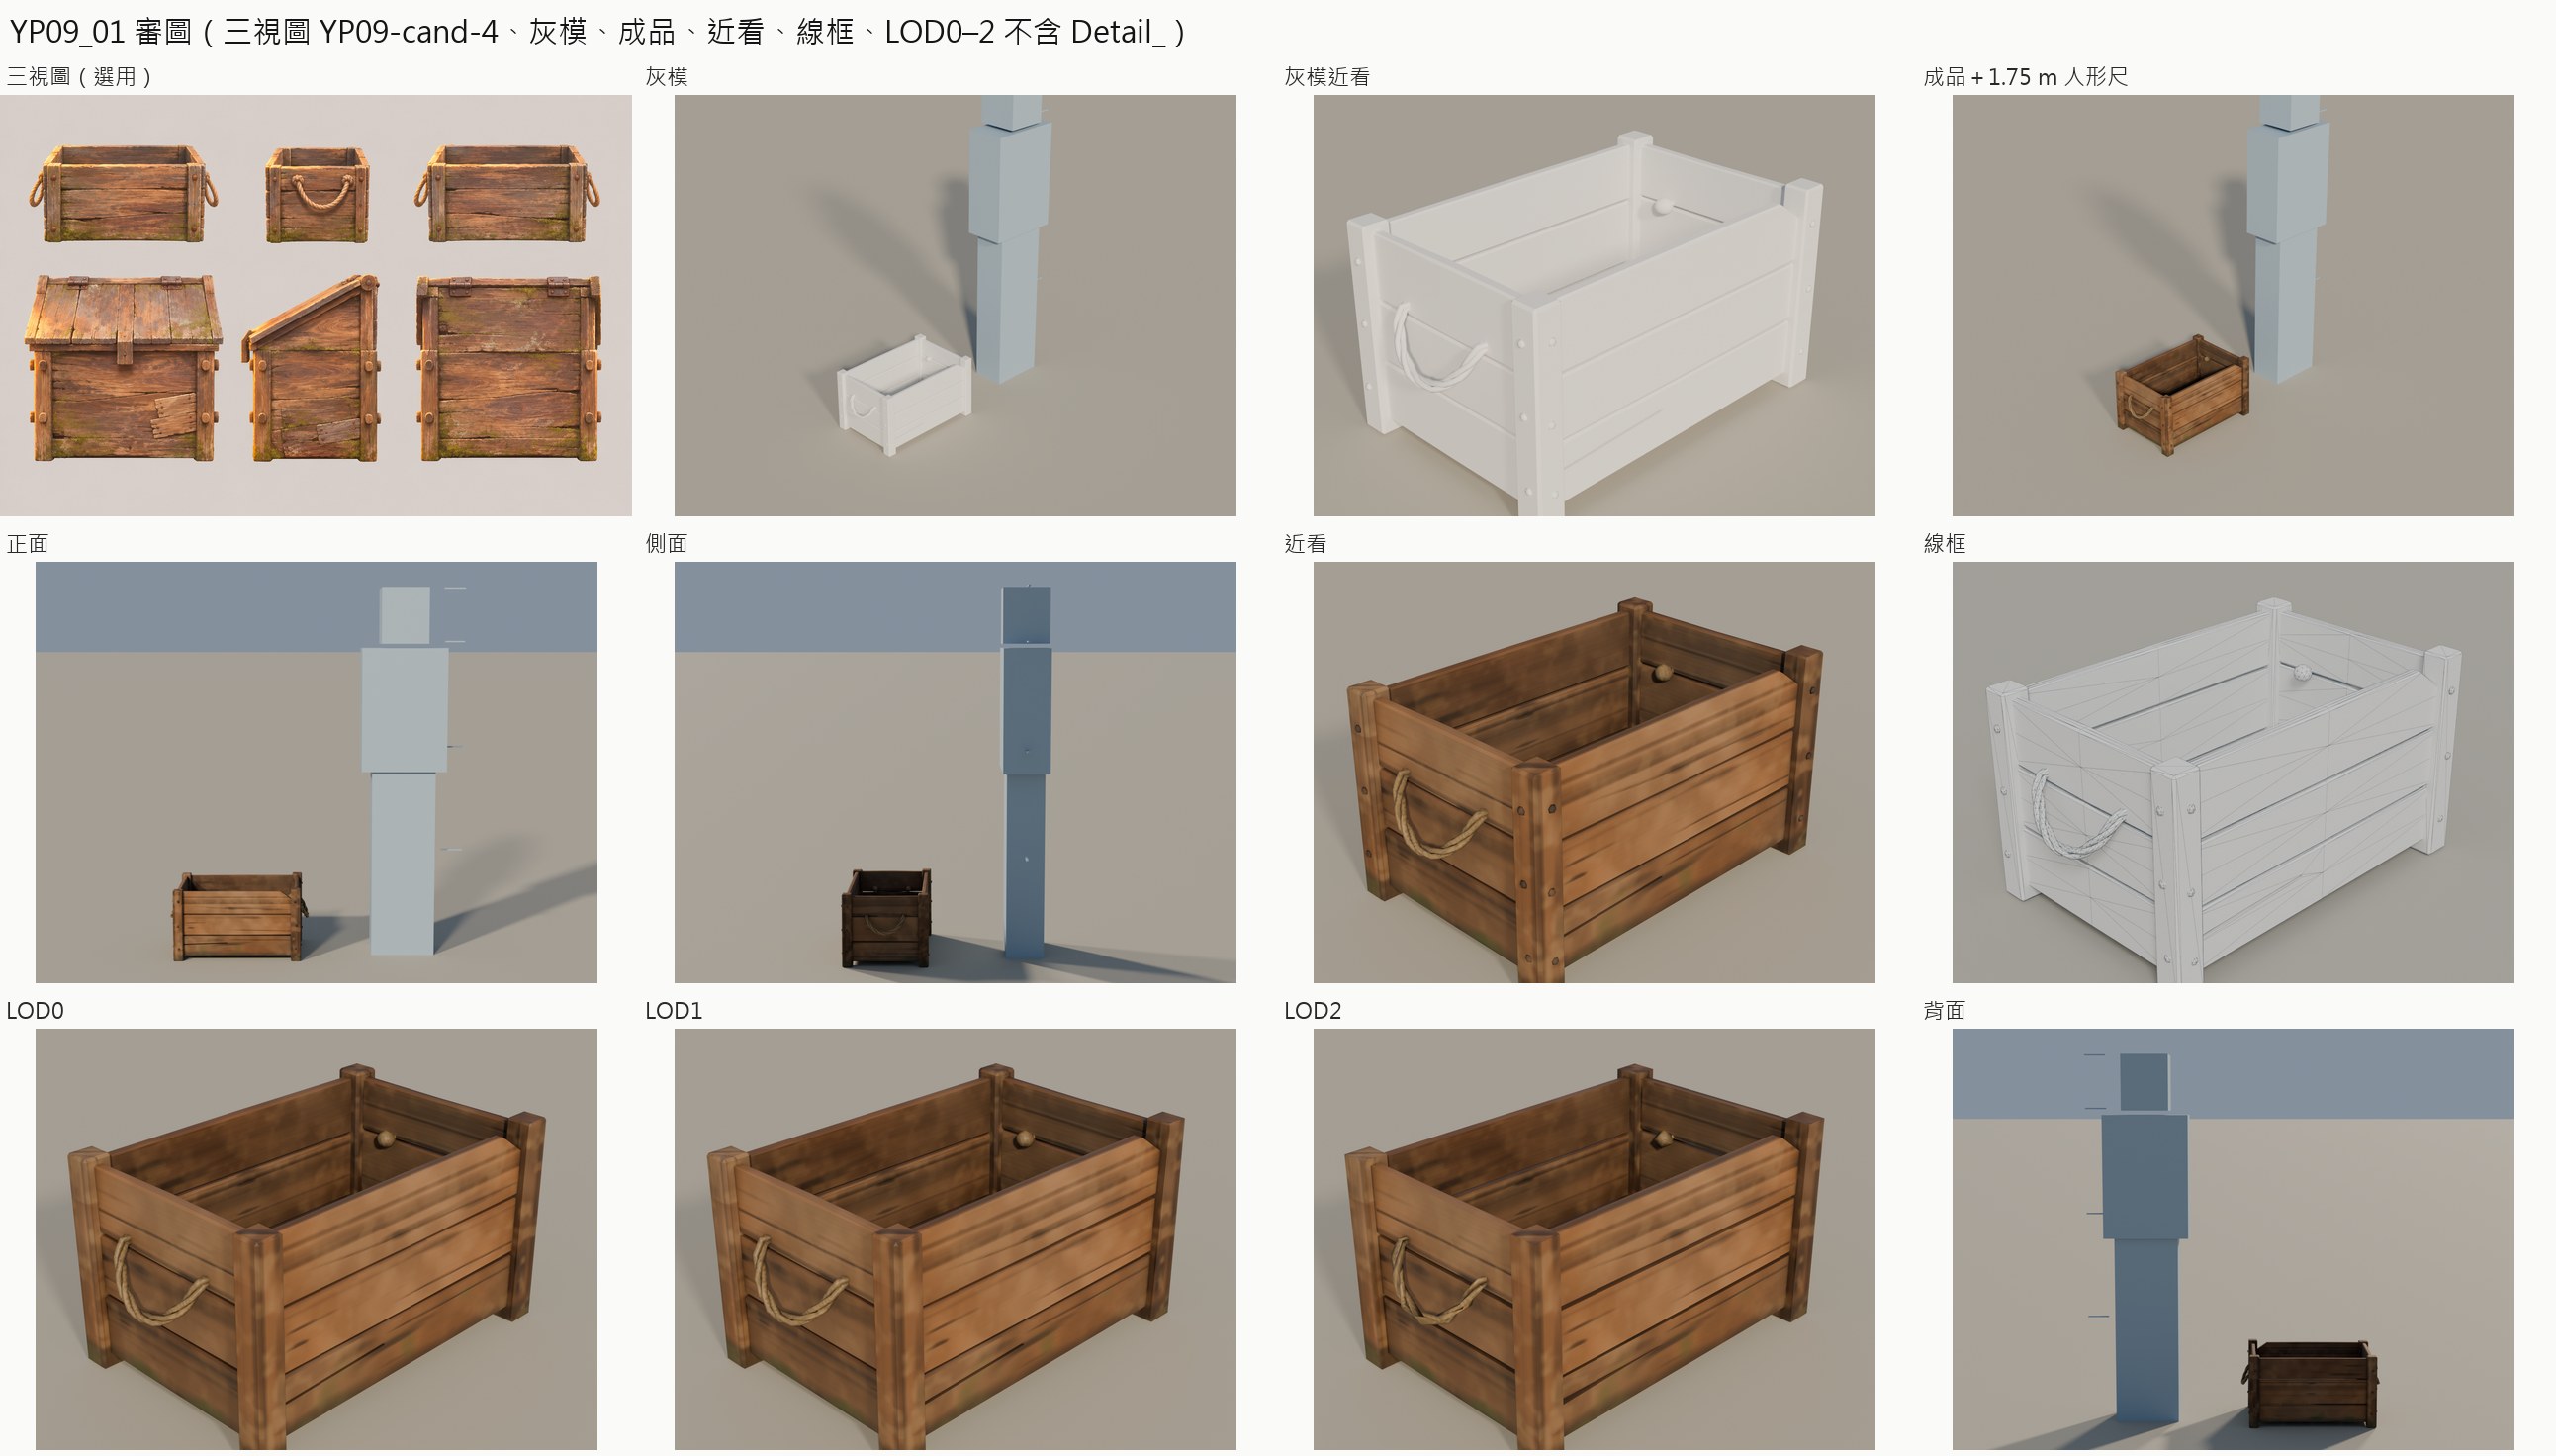 YP09_01 審圖（三視圖 YP09-cand-4、灰模、成品、近看、線框、LOD0–2 不含 Detail_）
三視圖（選用）
灰模
灰模近看
成品 + 1.75 m 人形尺
正面
側面
近看
線框
LOD0
LOD1
LOD2
背面